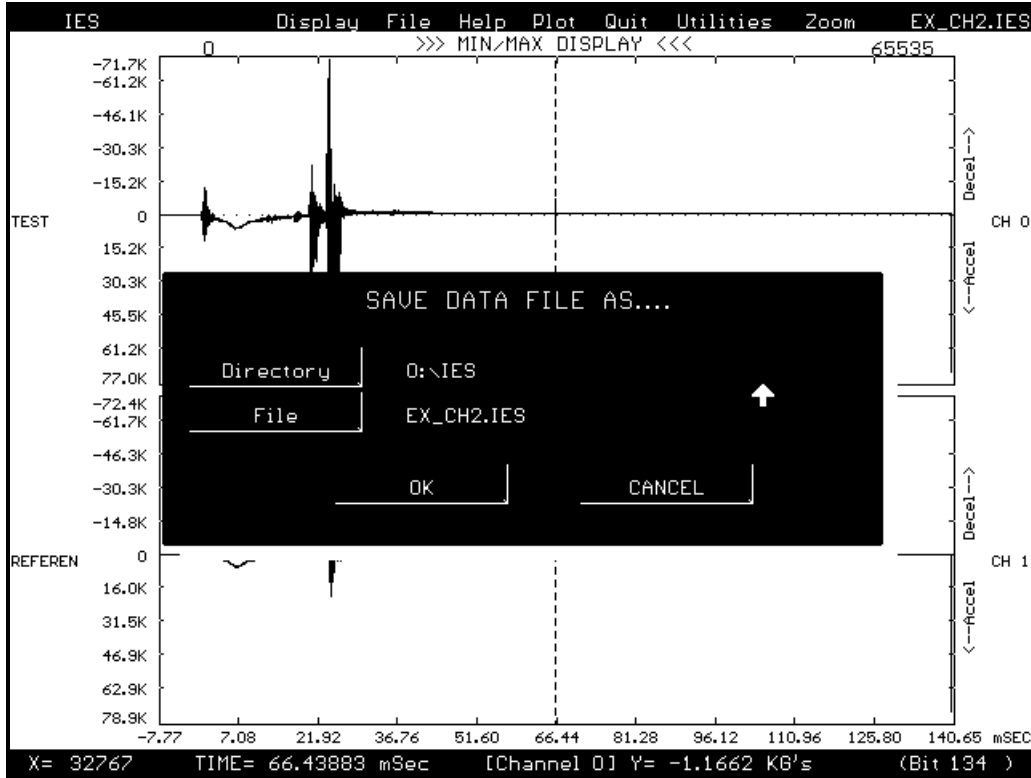 IES Display File Help Plot Quit Utilities Zoom EX_CH2.IES
0 >>> MIN/MAX DISPLAY <<< 65535
-71.7K
-61.2K
-46.1K
-30.3K
-15.2K
0
15.2K
30.3K
45.5K
61.2K
77.0K
TEST
CH 0
Decel-->
<--Accel
SAVE DATA FILE AS....
Directory O:\IES
File EX_CH2.IES
OK CANCEL
-72.4K
-61.7K
-46.3K
-30.3K
-14.8K
0
16.0K
31.5K
46.9K
62.9K
78.9K
REFEREN
CH 1
Decel-->
<--Accel
-7.77 7.08 21.92 36.76 51.60 66.44 81.28 96.12 110.96 125.80 140.65 mSEC
X= 32767 TIME= 66.43883 mSec [Channel 0] Y= -1.1662 KG's (Bit 134 )